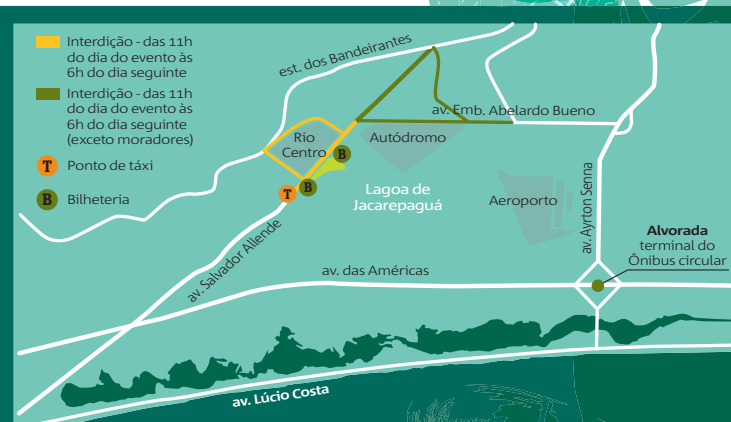 Interdição - das 11h
do dia do evento às
6h do dia seguinte
Interdição - das 11h
do dia do evento às
6h do dia seguinte
(exceto moradores)
T Ponto de táxi
B Bilheteria
est. dos Bandeirantes
av. Emb. Abelardo Bueno
Rio
Centro
Autódromo
B
B
T
Lagoa de
Jacarepaguá
Aeroporto
av. Ayrton Senna
Alvorada
terminal do
Ônibus circular
av. Salvador Allende
av. das Américas
av. Lúcio Costa